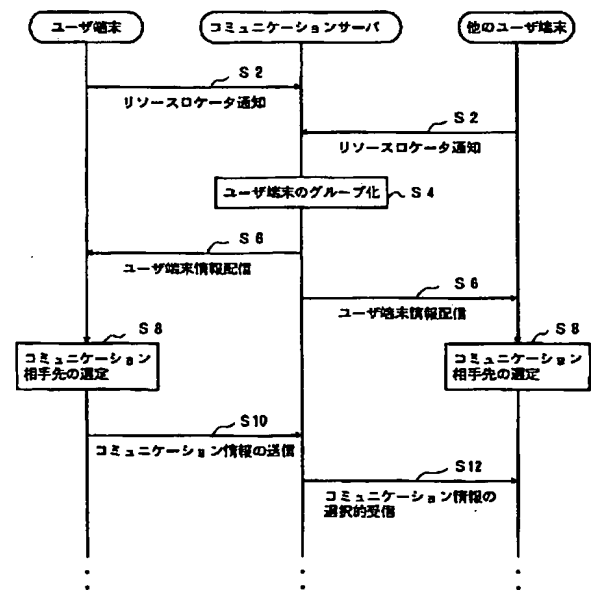 ユーザ端末
コミュニケーションサーバ
他のユーザ端末
S2
リソースロケータ通知
S2
リソースロケータ通知
ユーザ端末のグループ化
S4
S6
ユーザ端末情報配信
S6
ユーザ端末情報配信
S8
コミュニケーション
相手先の選定
S8
コミュニケーション
相手先の選定
S10
コミュニケーション情報の送信
S12
コミュニケーション情報の
選択的受信